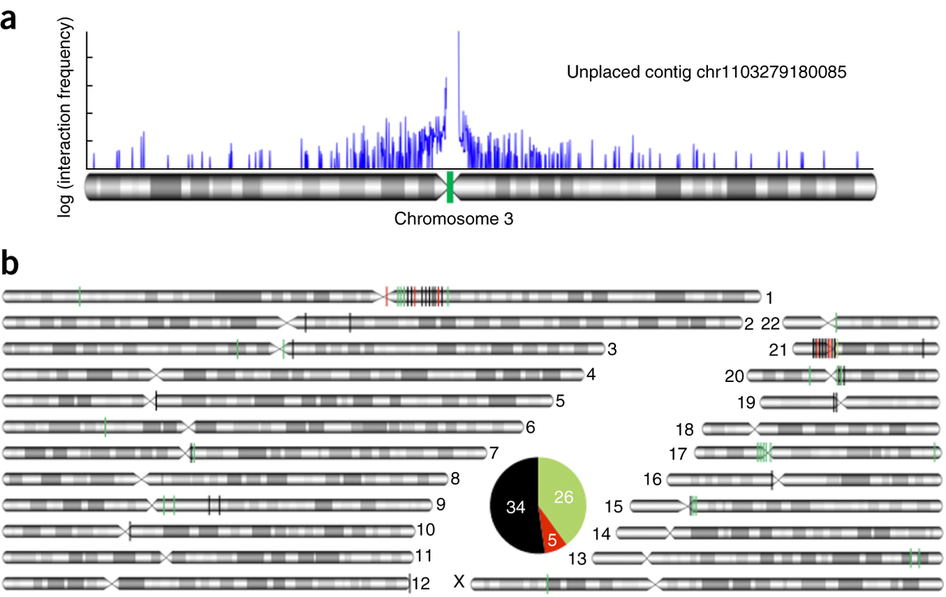 a
log (interaction frequency)
Unplaced contig chr1103279180085
Chromosome 3
b
1
2 22
3 21
4 20
5 19
6 18
7 17
8 16
9 15
10 14
11 13
12 X
34 26
5